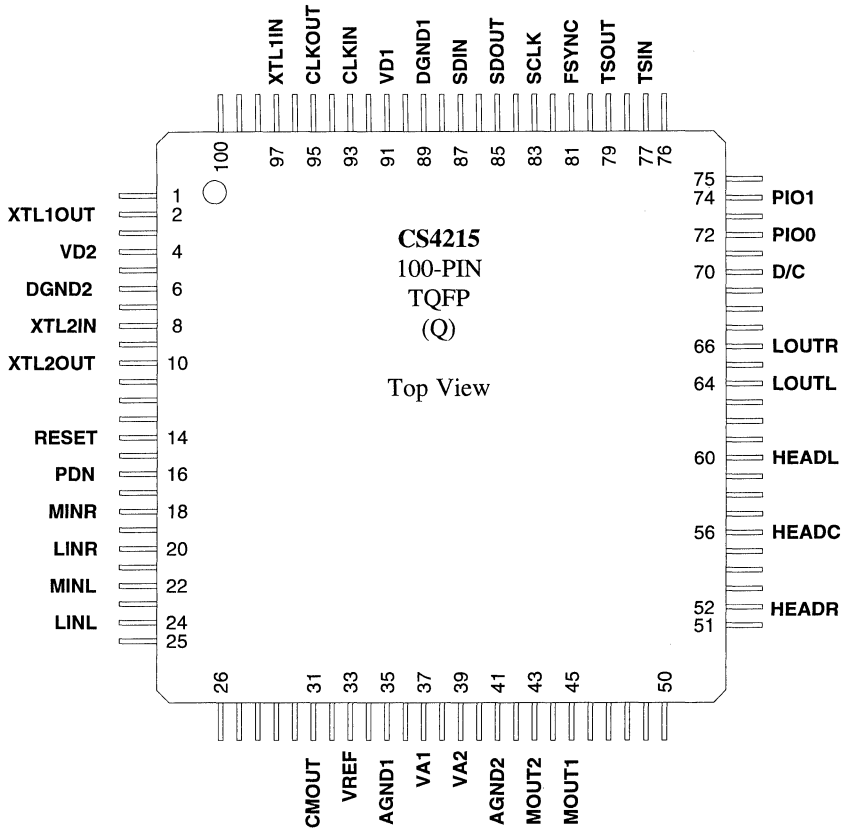 XTL1IN
CLKOUT
CLKIN
VD1
DGND1
SDIN
SDOUT
SCLK
FSYNC
TSOUT
TSIN
100
97
95
93
91
89
87
85
83
81
79
77
76
1
XTL1OUT 2
VD2 4
DGND2 6
XTL2IN 8
XTL2OUT 10
RESET 14
PDN 16
MINR 18
LINR 20
MINL 22
LINL 24
25
CS4215
100-PIN
TQFP
(Q)
Top View
75
74 PIO1
72 PIO0
70 D/C
66 LOUTR
64 LOUTL
60 HEADL
56 HEADC
52 HEADR
51
26
31
33
35
37
39
41
43
45
50
CMOUT
VREF
AGND1
VA1
VA2
AGND2
MOUT2
MOUT1